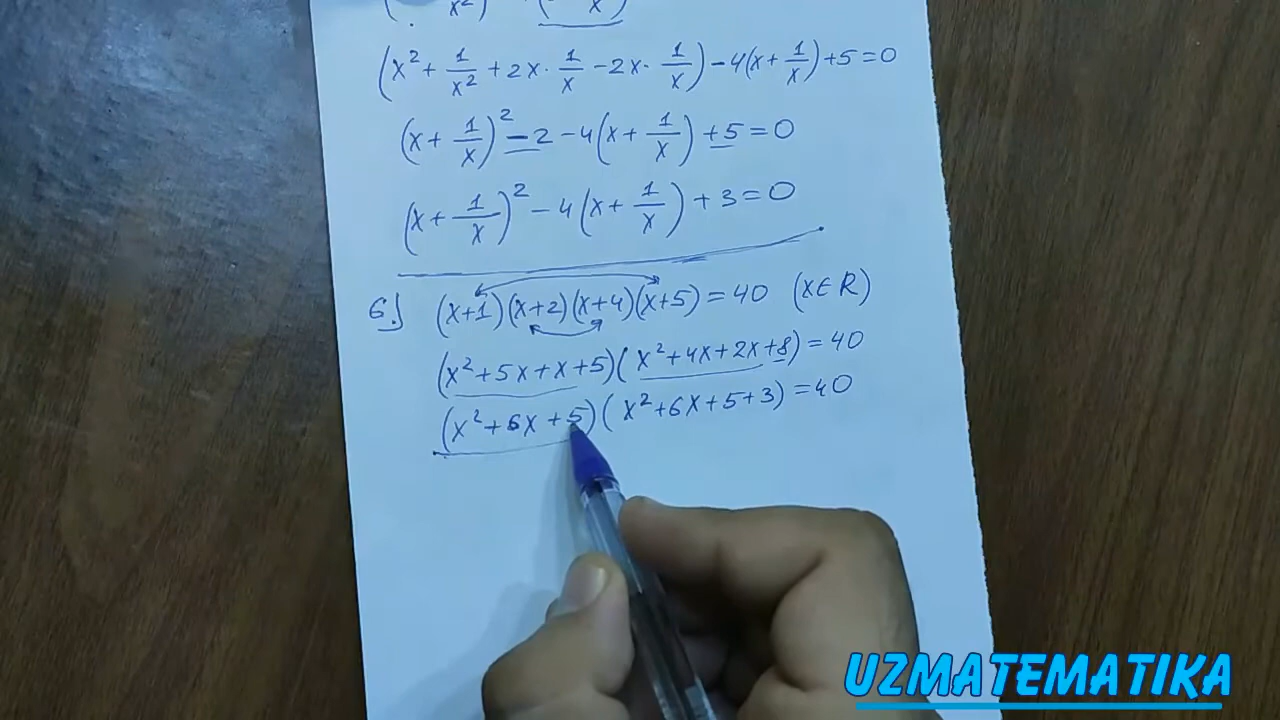 x² x
(x² + 1/x² + 2x · 1/x − 2x · 1/x) − 4(x + 1/x) + 5 = 0
(x + 1/x)² − 2 − 4(x + 1/x) + 5 = 0
(x + 1/x)² − 4(x + 1/x) + 3 = 0
6.) (x+1)(x+2)(x+4)(x+5) = 40 (x∈R)
(x² + 5x + x + 5)(x² + 4x + 2x + 8) = 40
(x² + 6x + 5)(x² + 6x + 5 + 3) = 40
UZMATEMATIKA